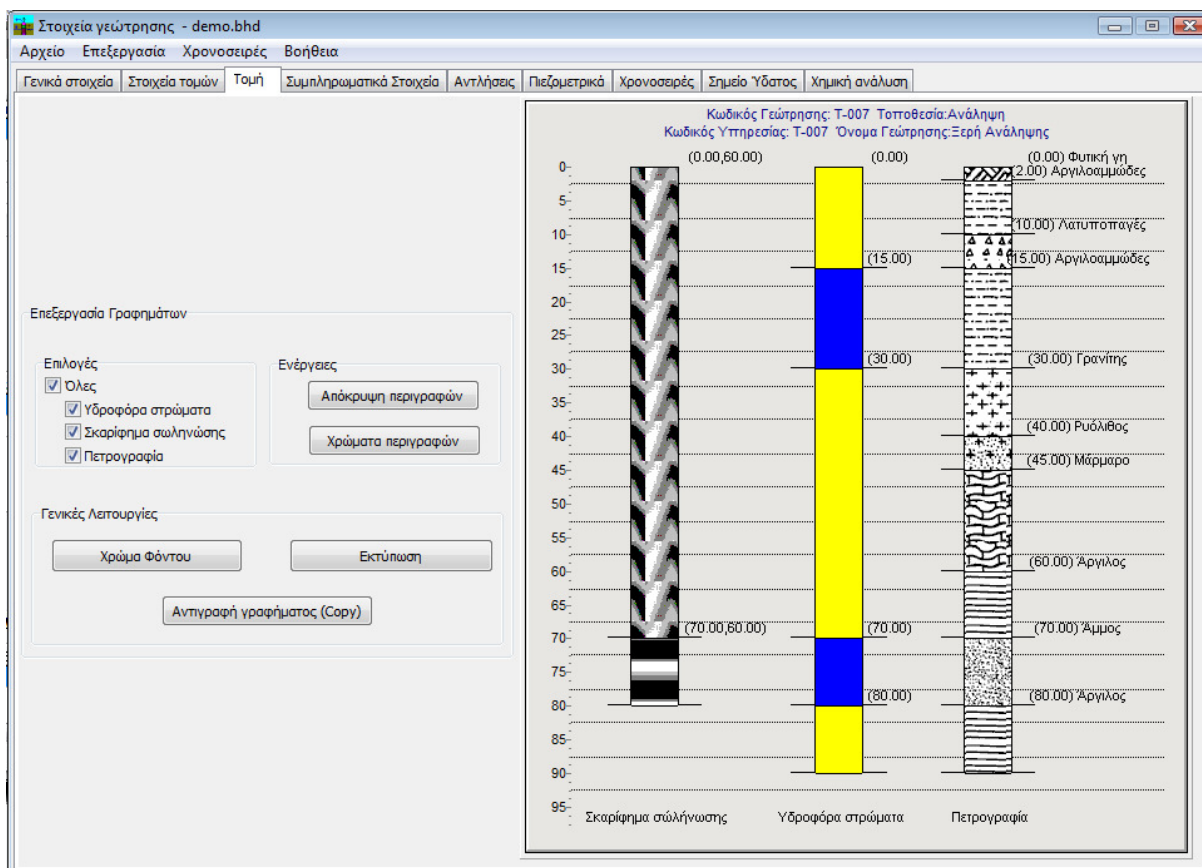 Στοιχεία γεώτρησης - demo.bhd
Αρχείο Επεξεργασία Χρονοσειρές Βοήθεια
Γενικά στοιχεία Στοιχεία τομών Τομή Συμπληρωματικά Στοιχεία Αντλήσεις Πιεζομετρικά Χρονοσειρές Σημείο Ύδατος Χημική ανάλυση
Επεξεργασία Γραφημάτων
Επιλογές
Όλες
Υδροφόρα στρώματα
Σκαρίφημα σωληνώσης
Πετρογραφία
Ενέργειες
Απόκρυψη περιγραφών
Χρώματα περιγραφών
Γενικές Λειτουργίες
Χρώμα Φόντου
Εκτύπωση
Αντιγραφή γραφήματος (Copy)
Κωδικός Γεώτρησης: Τ-007 Τοποθεσία:Ανάληψη
Κωδικός Υπηρεσίας: Τ-007 Όνομα Γεώτρησης:Ξερή Ανάληψης
0
5
10
15
20
25
30
35
40
45
50
55
60
65
70
75
80
85
90
95
(0.00,60.00)
(70.00,60.00)
(0.00)
(15.00)
(30.00)
(70.00)
(80.00)
(0.00) Φυτική γη
(2.00) Αργιλοαμμώδες
(10.00) Λατυποπαγές
(15.00) Αργιλοαμμώδες
(30.00) Γρανίτης
(40.00) Ρυόλιθος
(45.00) Μάρμαρο
(60.00) Άργιλος
(70.00) Άμμος
(80.00) Άργιλος
Σκαρίφημα σώλήνωσης Υδροφόρα στρώματα Πετρογραφία